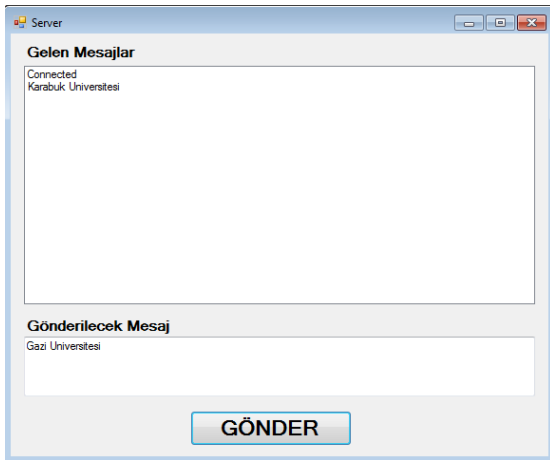 Server
Gelen Mesajlar
Connected
Karabuk Universitesi
Gönderilecek Mesaj
Gazi Universitesi
GÖNDER